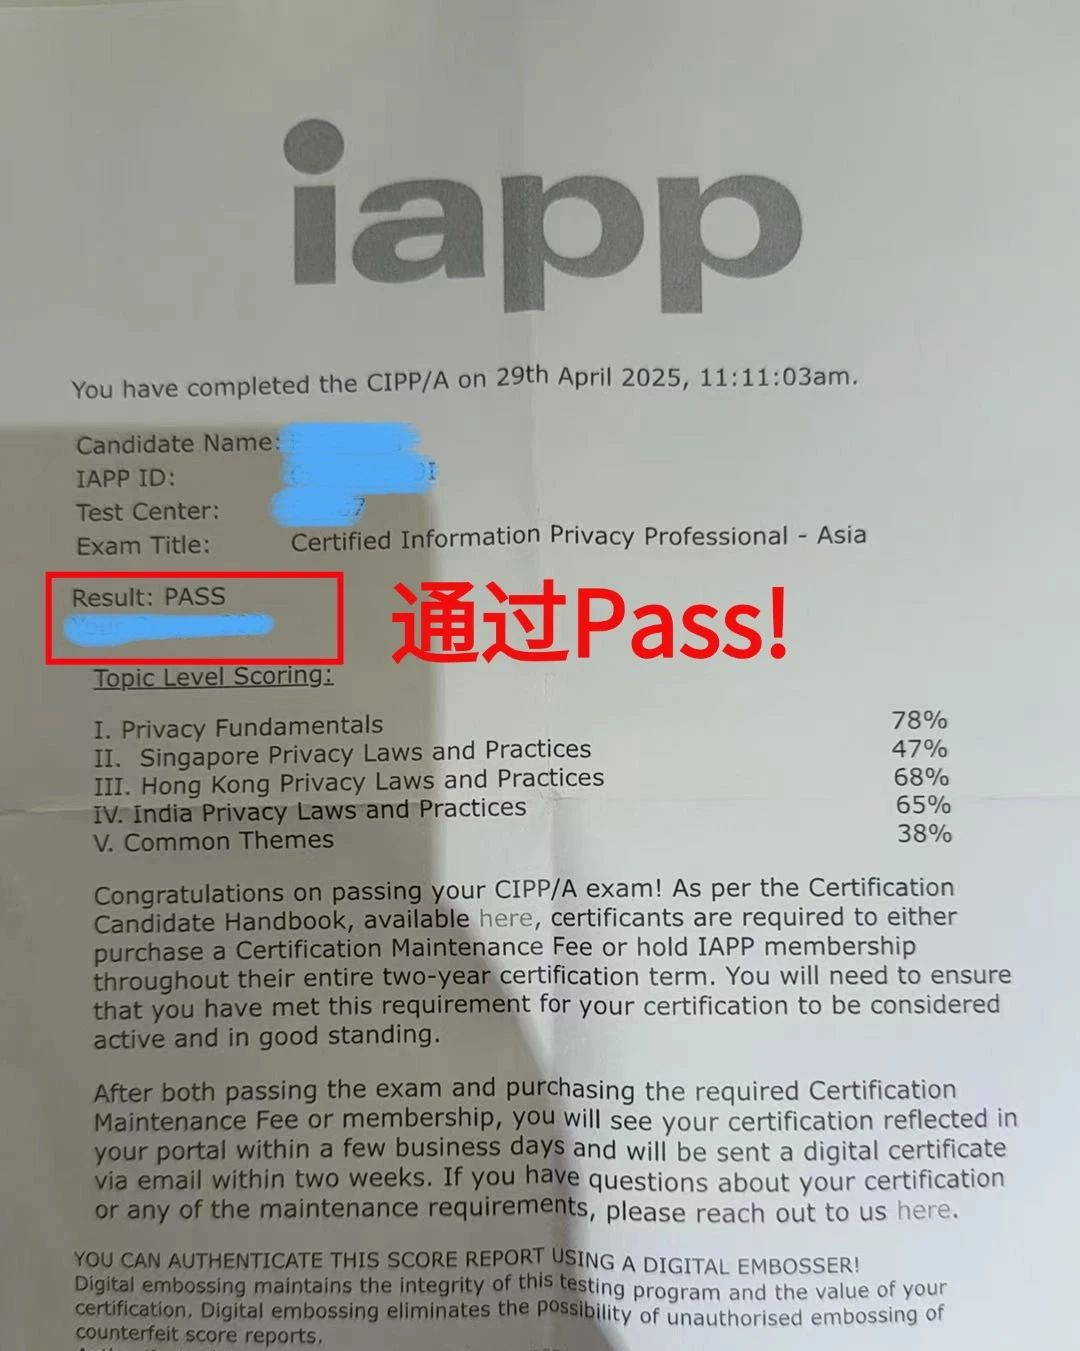 iapp
You have completed the CIPP/A on 29th April 2025, 11:11:03am.
Candidate Name:
IAPP ID:
Test Center:
Exam Title: Certified Information Privacy Professional - Asia
Result: PASS
通过Pass!
Topic Level Scoring:
I. Privacy Fundamentals 78%
II. Singapore Privacy Laws and Practices 47%
III. Hong Kong Privacy Laws and Practices 68%
IV. India Privacy Laws and Practices 65%
V. Common Themes 38%
Congratulations on passing your CIPP/A exam! As per the Certification
Candidate Handbook, available here, certificants are required to either
purchase a Certification Maintenance Fee or hold IAPP membership
throughout their entire two-year certification term. You will need to ensure
that you have met this requirement for your certification to be considered
active and in good standing.
After both passing the exam and purchasing the required Certification
Maintenance Fee or membership, you will see your certification reflected in
your portal within a few business days and will be sent a digital certificate
via email within two weeks. If you have questions about your certification
or any of the maintenance requirements, please reach out to us here.
YOU CAN AUTHENTICATE THIS SCORE REPORT USING A DIGITAL EMBOSSER!
Digital embossing maintains the integrity of this testing program and the value of your
certification. Digital embossing eliminates the possibility of unauthorised embossing of
counterfeit score reports.